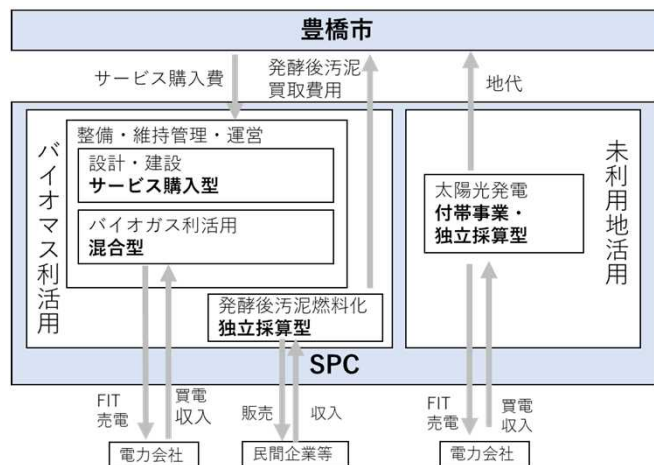 豊橋市
サービス購入費
発酵後汚泥
買取費用
地代
バイオマス利活用
整備・維持管理・運営
設計・建設
サービス購入型
バイオガス利活用
混合型
発酵後汚泥燃料化
独立採算型
太陽光発電
付帯事業・
独立採算型
未利用地活用
SPC
FIT
売電
買電
収入
販売
収入
FIT
売電
買電
収入
電力会社
民間企業等
電力会社